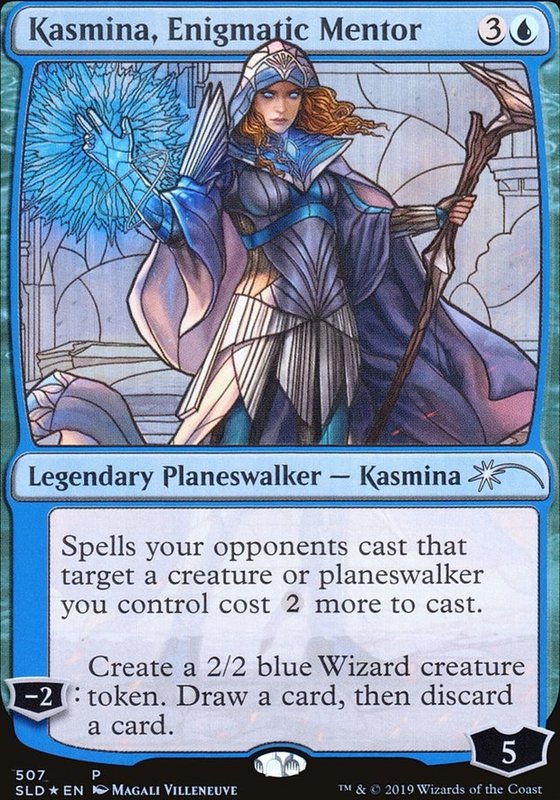 Kasmina, Enigmatic Mentor 3
Legendary Planeswalker — Kasmina
Spells your opponents cast that
target a creature or planeswalker
you control cost 2 more to cast.
−2 : Create a 2/2 blue Wizard creature
token. Draw a card, then discard
a card.
5
507 P
SLD ★ EN Magali Villeneuve
™ & © 2019 Wizards of the Coast